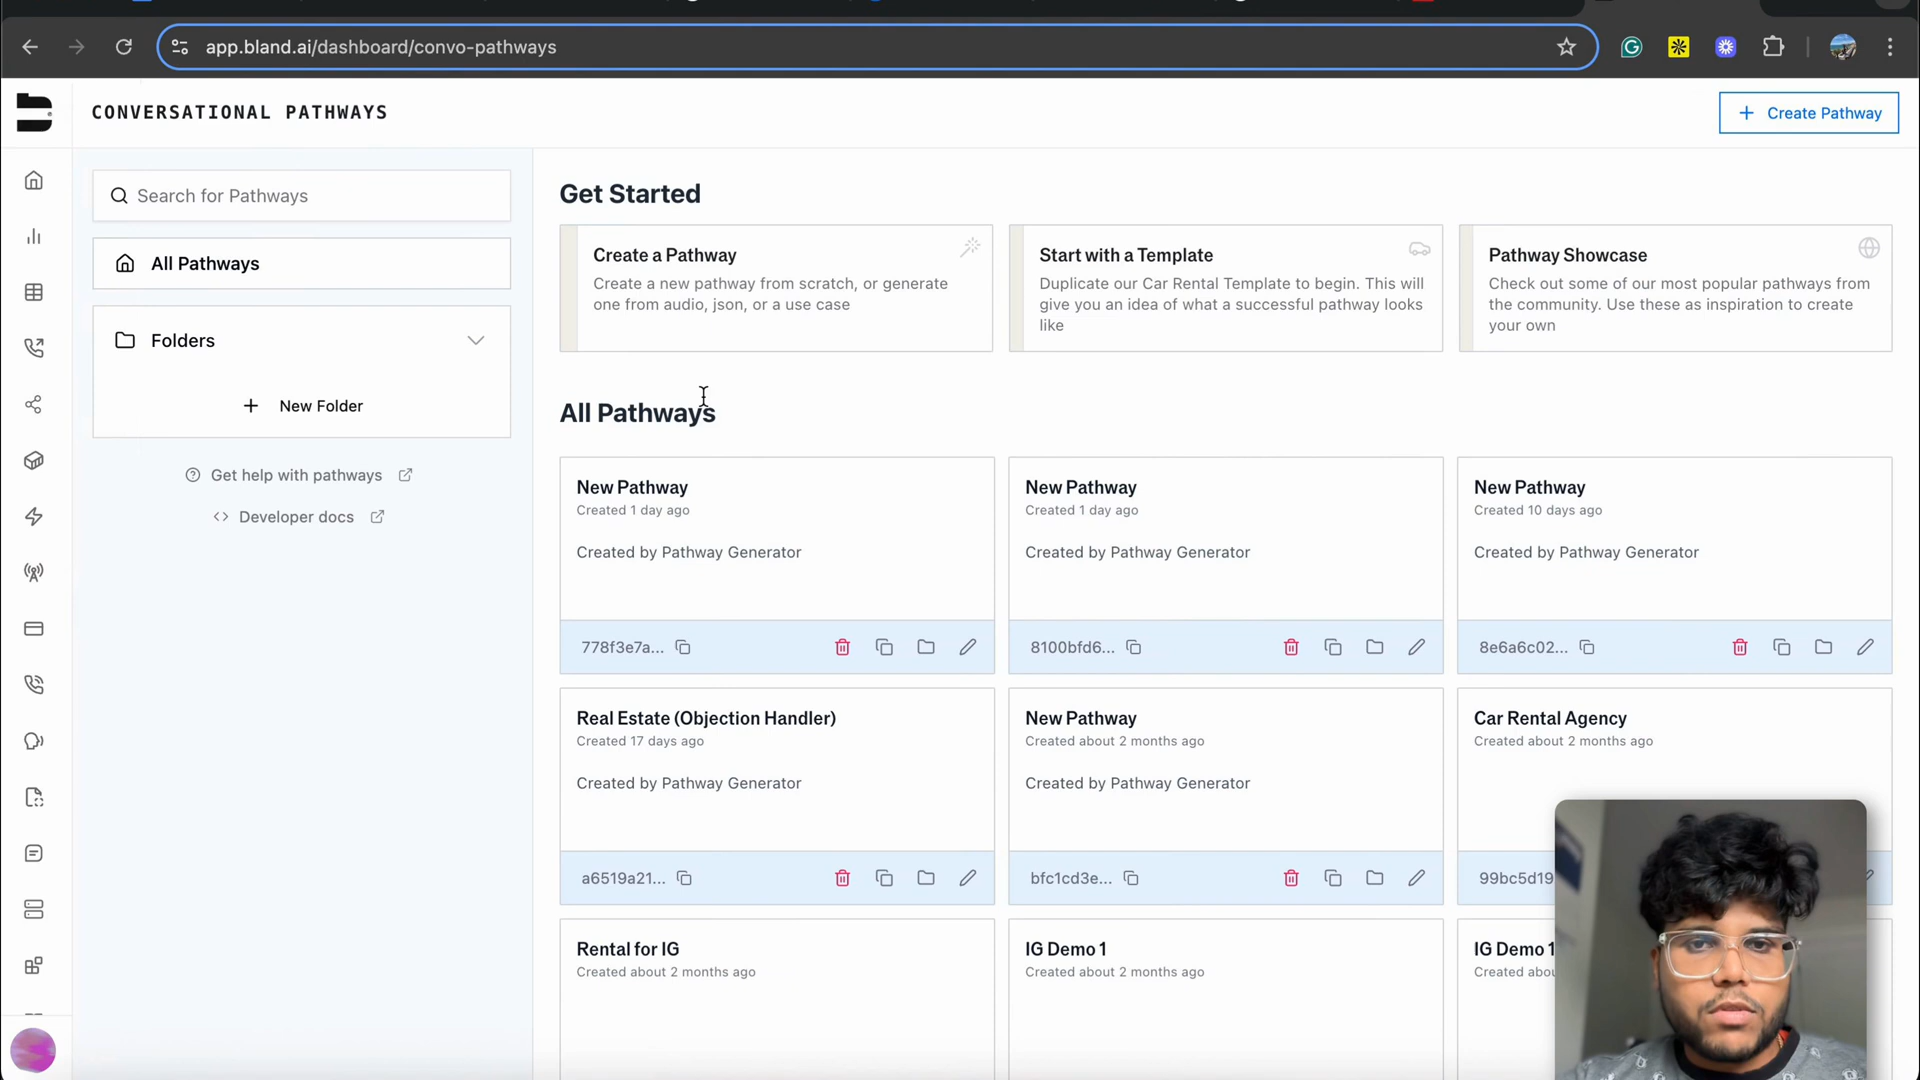 app.bland.ai/dashboard/convo-pathways
CONVERSATIONAL PATHWAYS
+ Create Pathway
Search for Pathways
All Pathways
Folders
+ New Folder
Get help with pathways
Developer docs
Get Started
Create a Pathway
Create a new pathway from scratch, or generate
one from audio, json, or a use case
Start with a Template
Duplicate our Car Rental Template to begin. This will
give you an idea of what a successful pathway looks
like
Pathway Showcase
Check out some of our most popular pathways from
the community. Use these as inspiration to create
your own
All Pathways
New Pathway
Created 1 day ago
Created by Pathway Generator
778f3e7a...
New Pathway
Created 1 day ago
Created by Pathway Generator
8100bfd6...
New Pathway
Created 10 days ago
Created by Pathway Generator
8e6a6c02...
Real Estate (Objection Handler)
Created 17 days ago
Created by Pathway Generator
a6519a21...
New Pathway
Created about 2 months ago
Created by Pathway Generator
bfc1cd3e...
Car Rental Agency
Created about 2 months ago
99bc5d19
Rental for IG
Created about 2 months ago
IG Demo 1
Created about 2 months ago
IG Demo 1
Created abou